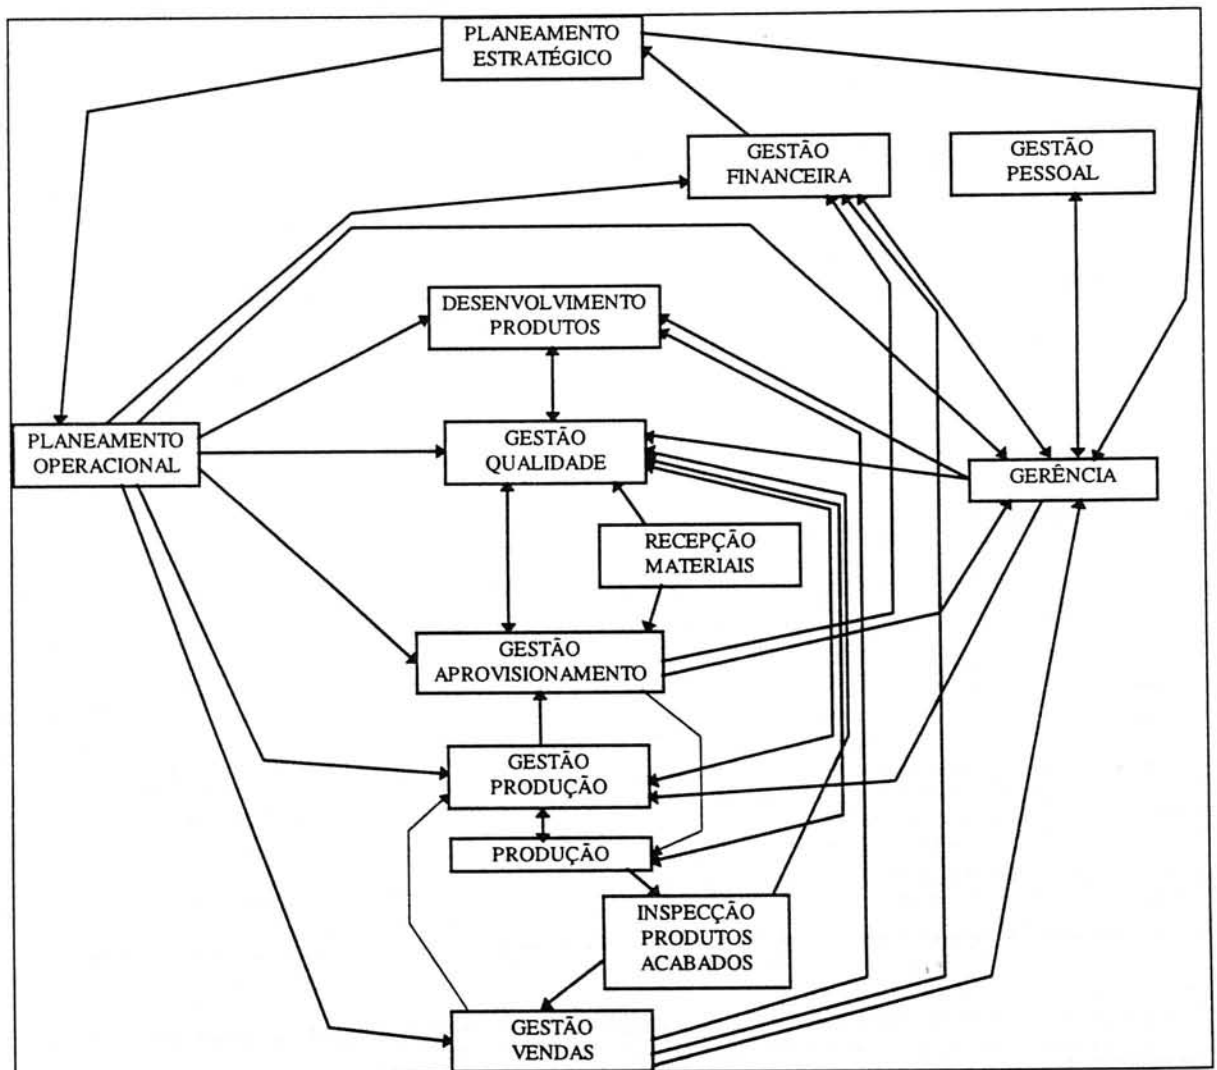 PLANEAMENTO
ESTRATÉGICO
GESTÃO
FINANCEIRA
GESTÃO
PESSOAL
DESENVOLVIMENTO
PRODUTOS
PLANEAMENTO
OPERACIONAL
GESTÃO
QUALIDADE
GERÊNCIA
RECEPÇÃO
MATERIAIS
GESTÃO
APROVISIONAMENTO
GESTÃO
PRODUÇÃO
PRODUÇÃO
INSPECÇÃO
PRODUTOS
ACABADOS
GESTÃO
VENDAS